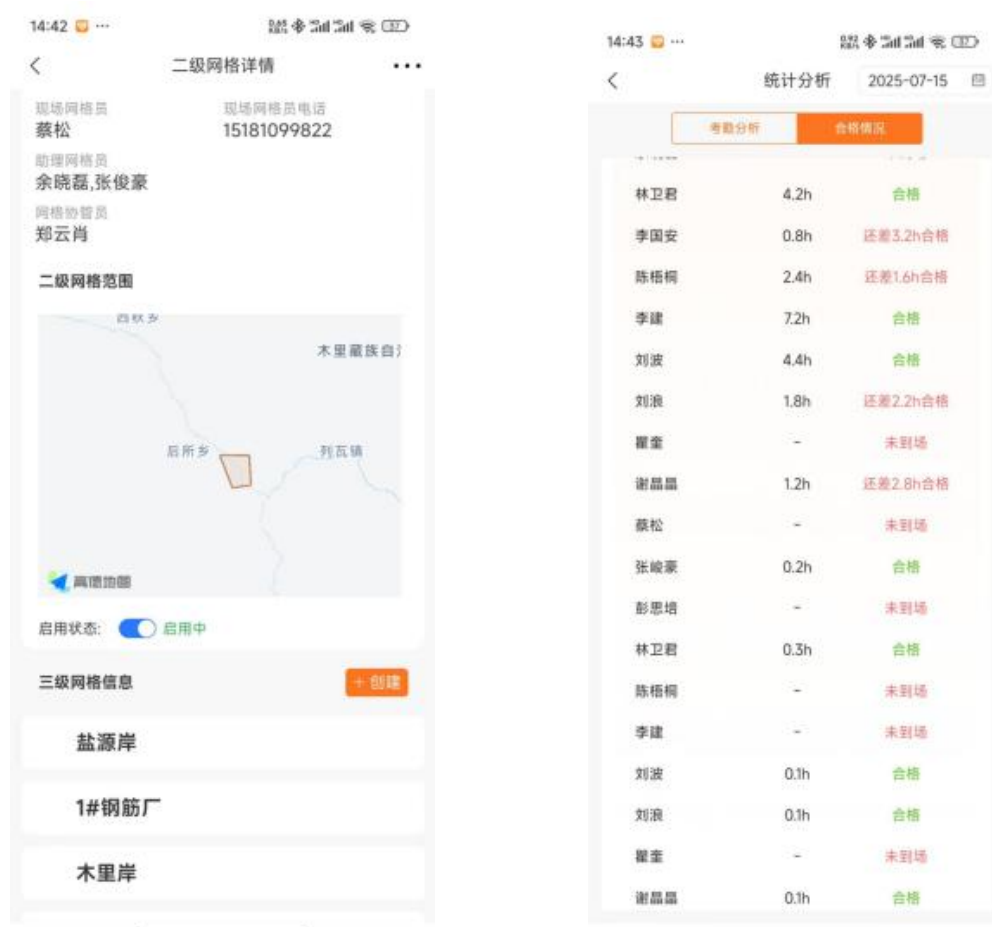 14:42
二级网格详情
现场网格员
现场网格员电话
蔡松
15181099822
助理网格员
余晓磊,张俊豪
网格协管员
郑云肖
二级网格范围
西秋乡
木里藏族自
后所乡
列瓦镇
高德地图
启用状态:
启用中
三级网格信息
+ 创建
盐源岸
1#钢筋厂
木里岸
14:43
统计分析
2025-07-15
考勤分析
合格情况
林卫君 4.2h 合格
李国安 0.8h 还差3.2h合格
陈梧桐 2.4h 还差1.6h合格
李建 7.2h 合格
刘波 4.4h 合格
刘浪 1.8h 还差2.2h合格
瞿奎 - 未到场
谢晶晶 1.2h 还差2.8h合格
蔡松 - 未到场
张峻豪 0.2h 合格
彭思培 - 未到场
林卫君 0.3h 合格
陈梧桐 - 未到场
李建 - 未到场
刘波 0.1h 合格
刘浪 0.1h 合格
瞿奎 - 未到场
谢晶晶 0.1h 合格